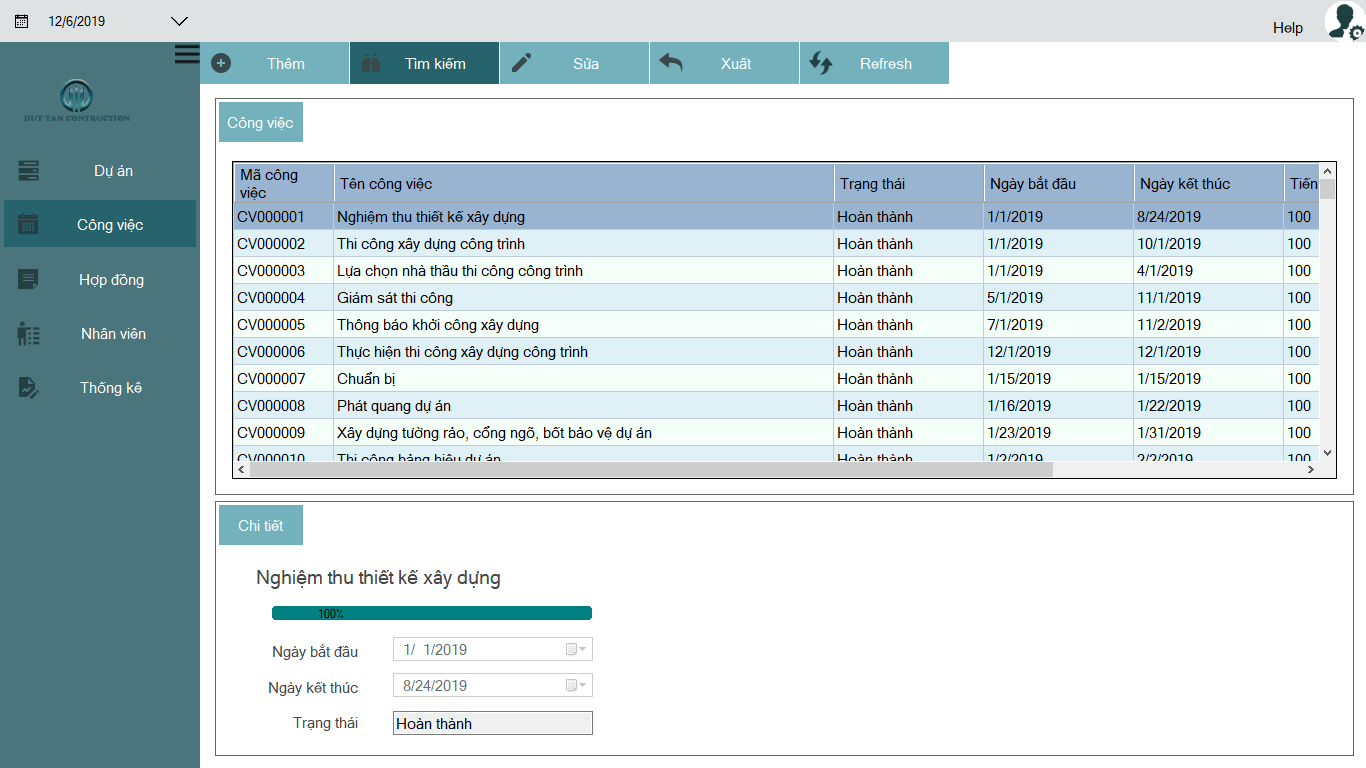 12/6/2019
Help
DUY TAN CONTRUCTION
Dự án
Công việc
Hợp đồng
Nhân viên
Thống kê
Thêm
Tìm kiếm
Sửa
Xuất
Refresh
Công việc
Mã công việc Tên công việc Trạng thái Ngày bắt đầu Ngày kết thúc Tiến
CV000001 Nghiệm thu thiết kế xây dựng Hoàn thành 1/1/2019 8/24/2019 100
CV000002 Thi công xây dựng công trình Hoàn thành 1/1/2019 10/1/2019 100
CV000003 Lựa chọn nhà thầu thi công công trình Hoàn thành 1/1/2019 4/1/2019 100
CV000004 Giám sát thi công Hoàn thành 5/1/2019 11/1/2019 100
CV000005 Thông báo khởi công xây dựng Hoàn thành 7/1/2019 11/2/2019 100
CV000006 Thực hiện thi công xây dựng công trình Hoàn thành 12/1/2019 12/1/2019 100
CV000007 Chuẩn bị Hoàn thành 1/15/2019 1/15/2019 100
CV000008 Phát quang dự án Hoàn thành 1/16/2019 1/22/2019 100
CV000009 Xây dựng tường rảo, cổng ngõ, bốt bảo vệ dự án Hoàn thành 1/23/2019 1/31/2019 100
CV000010 Thi công bảng hiệu dự án Hoàn thành 1/2/2019 2/2/2019 100
Chi tiết
Nghiệm thu thiết kế xây dựng
100%
Ngày bắt đầu 1/ 1/2019
Ngày kết thúc 8/24/2019
Trạng thái Hoàn thành